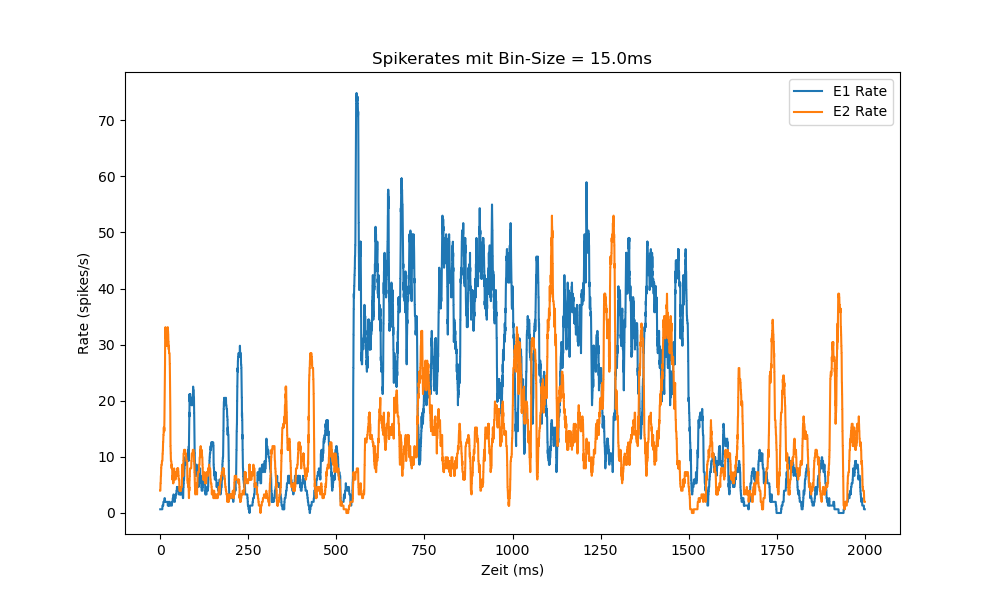 Spikerates mit Bin-Size = 15.0ms
E1 Rate
E2 Rate
Rate (spikes/s)
70
60
50
40
30
20
10
0
0 250 500 750 1000 1250 1500 1750 2000
Zeit (ms)